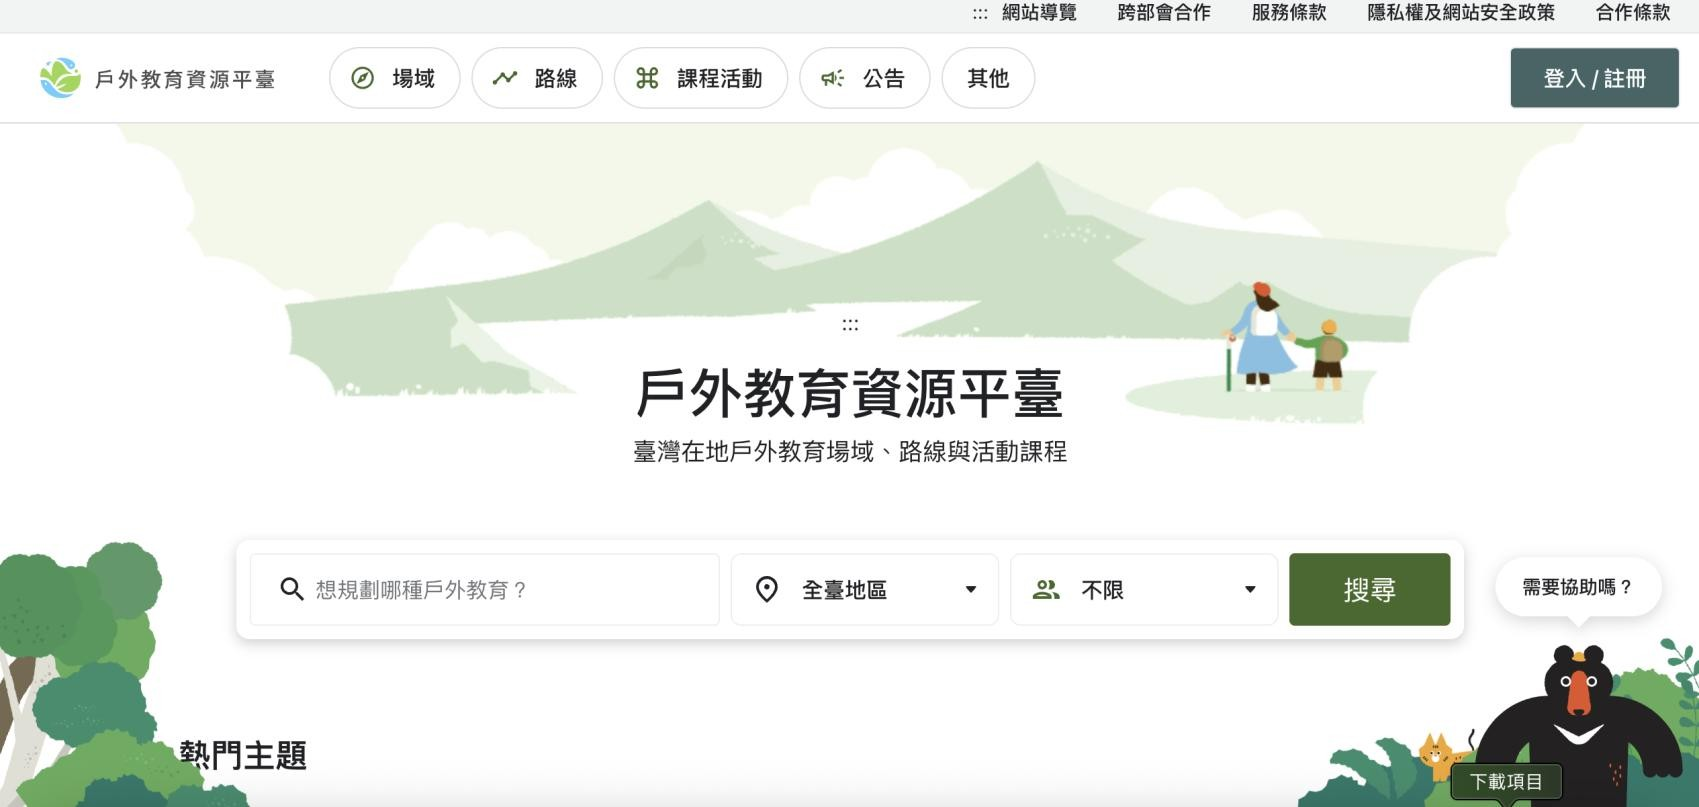 ::: 網站導覽 跨部會合作 服務條款 隱私權及網站安全政策 合作條款
戶外教育資源平臺 場域 路線 課程活動 公告 其他 登入 / 註冊
:::
戶外教育資源平臺
臺灣在地戶外教育場域、路線與活動課程
想規劃哪種戶外教育？ 全臺地區 不限 搜尋
需要協助嗎？
熱門主題
下載項目